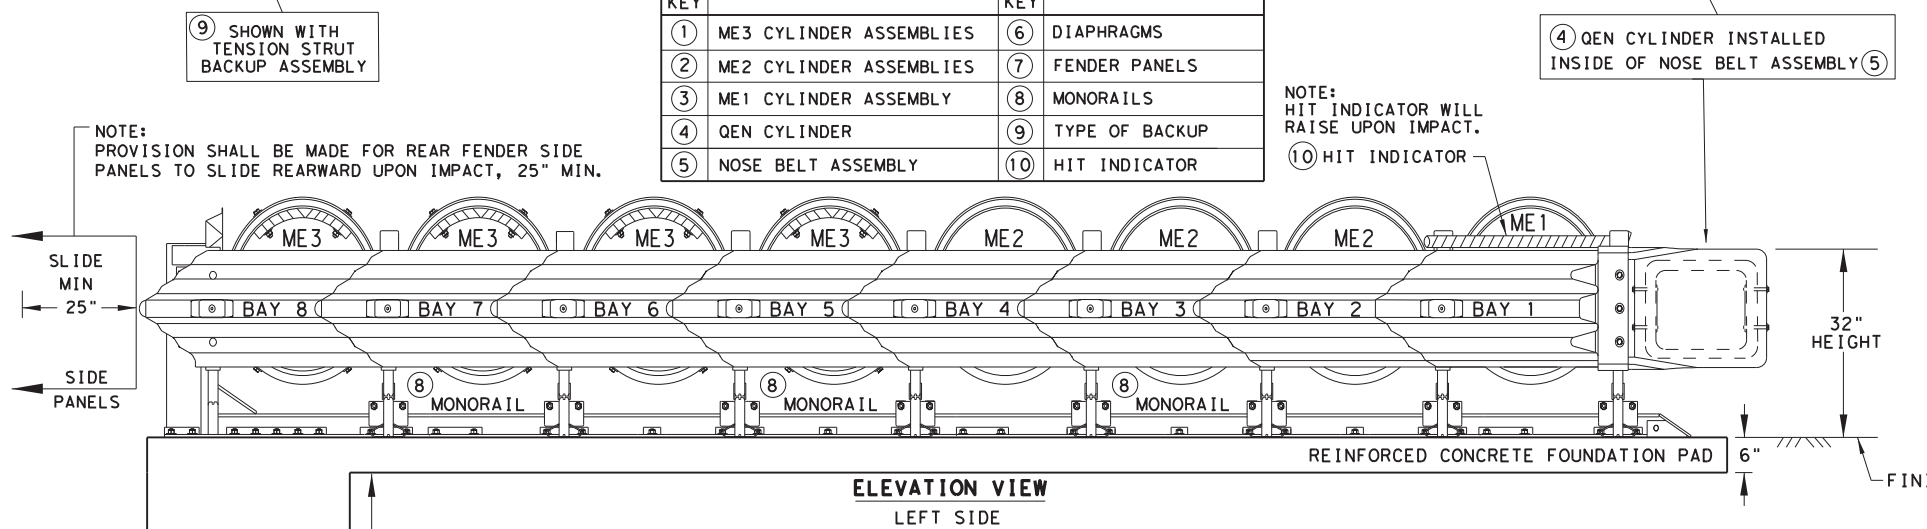 9 SHOWN WITH
TENSION STRUT
BACKUP ASSEMBLY
KEY KEY
1 ME3 CYLINDER ASSEMBLIES 6 DIAPHRAGMS
2 ME2 CYLINDER ASSEMBLIES 7 FENDER PANELS
3 ME1 CYLINDER ASSEMBLY 8 MONORAILS
4 QEN CYLINDER 9 TYPE OF BACKUP
5 NOSE BELT ASSEMBLY 10 HIT INDICATOR
4 QEN CYLINDER INSTALLED
INSIDE OF NOSE BELT ASSEMBLY 5
NOTE:
HIT INDICATOR WILL
RAISE UPON IMPACT.
10 HIT INDICATOR
NOTE:
PROVISION SHALL BE MADE FOR REAR FENDER SIDE
PANELS TO SLIDE REARWARD UPON IMPACT, 25" MIN.
ME3 ME3 ME3 ME3 ME2 ME2 ME2 ME1
SLIDE
MIN
25"
BAY 8 BAY 7 BAY 6 BAY 5 BAY 4 BAY 3 BAY 2 BAY 1
32"
HEIGHT
SIDE
PANELS
8 8 8
MONORAIL MONORAIL MONORAIL
REINFORCED CONCRETE FOUNDATION PAD 6"
ELEVATION VIEW
LEFT SIDE